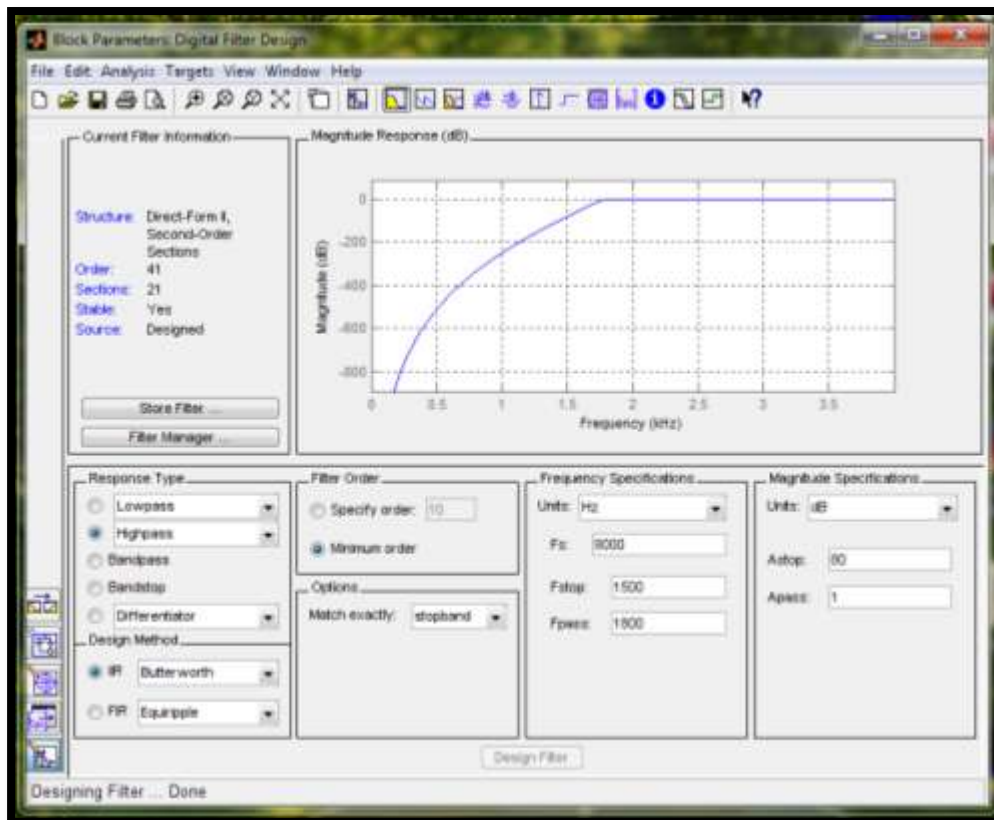 Block Parameters: Digital Filter Design
File Edit Analysis Targets View Window Help
Current Filter Information
Structure: Direct-Form II,
Second-Order
Sections
Order: 41
Sections: 21
Stable: Yes
Source: Designed
Store Filter ...
Filter Manager ...
Magnitude Response (dB)
Magnitude (dB)
0
-200
-400
-600
-800
0 0.5 1 1.5 2 2.5 3 3.5
Frequency (kHz)
Response Type
Lowpass
Highpass
Bandpass
Bandstop
Differentiator
Design Method
IIR Butterworth
FIR Equiripple
Filter Order
Specify order: 10
Minimum order
Options
Match exactly: stopband
Frequency Specifications
Units: Hz
Fs: 8000
Fstop: 1500
Fpass: 1800
Magnitude Specifications
Units: dB
Astop: 80
Apass: 1
Design Filter
Designing Filter ... Done